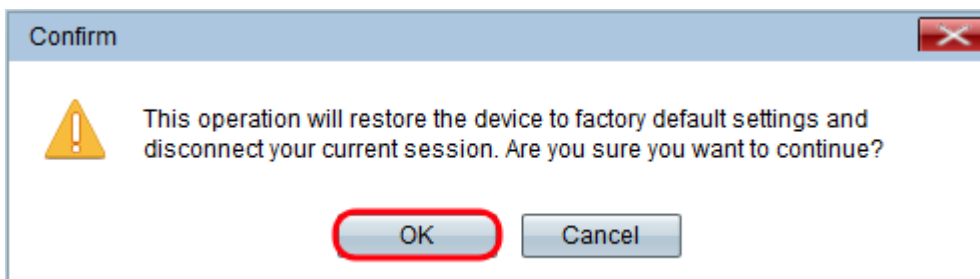 Confirm
This operation will restore the device to factory default settings and
disconnect your current session. Are you sure you want to continue?
OK Cancel